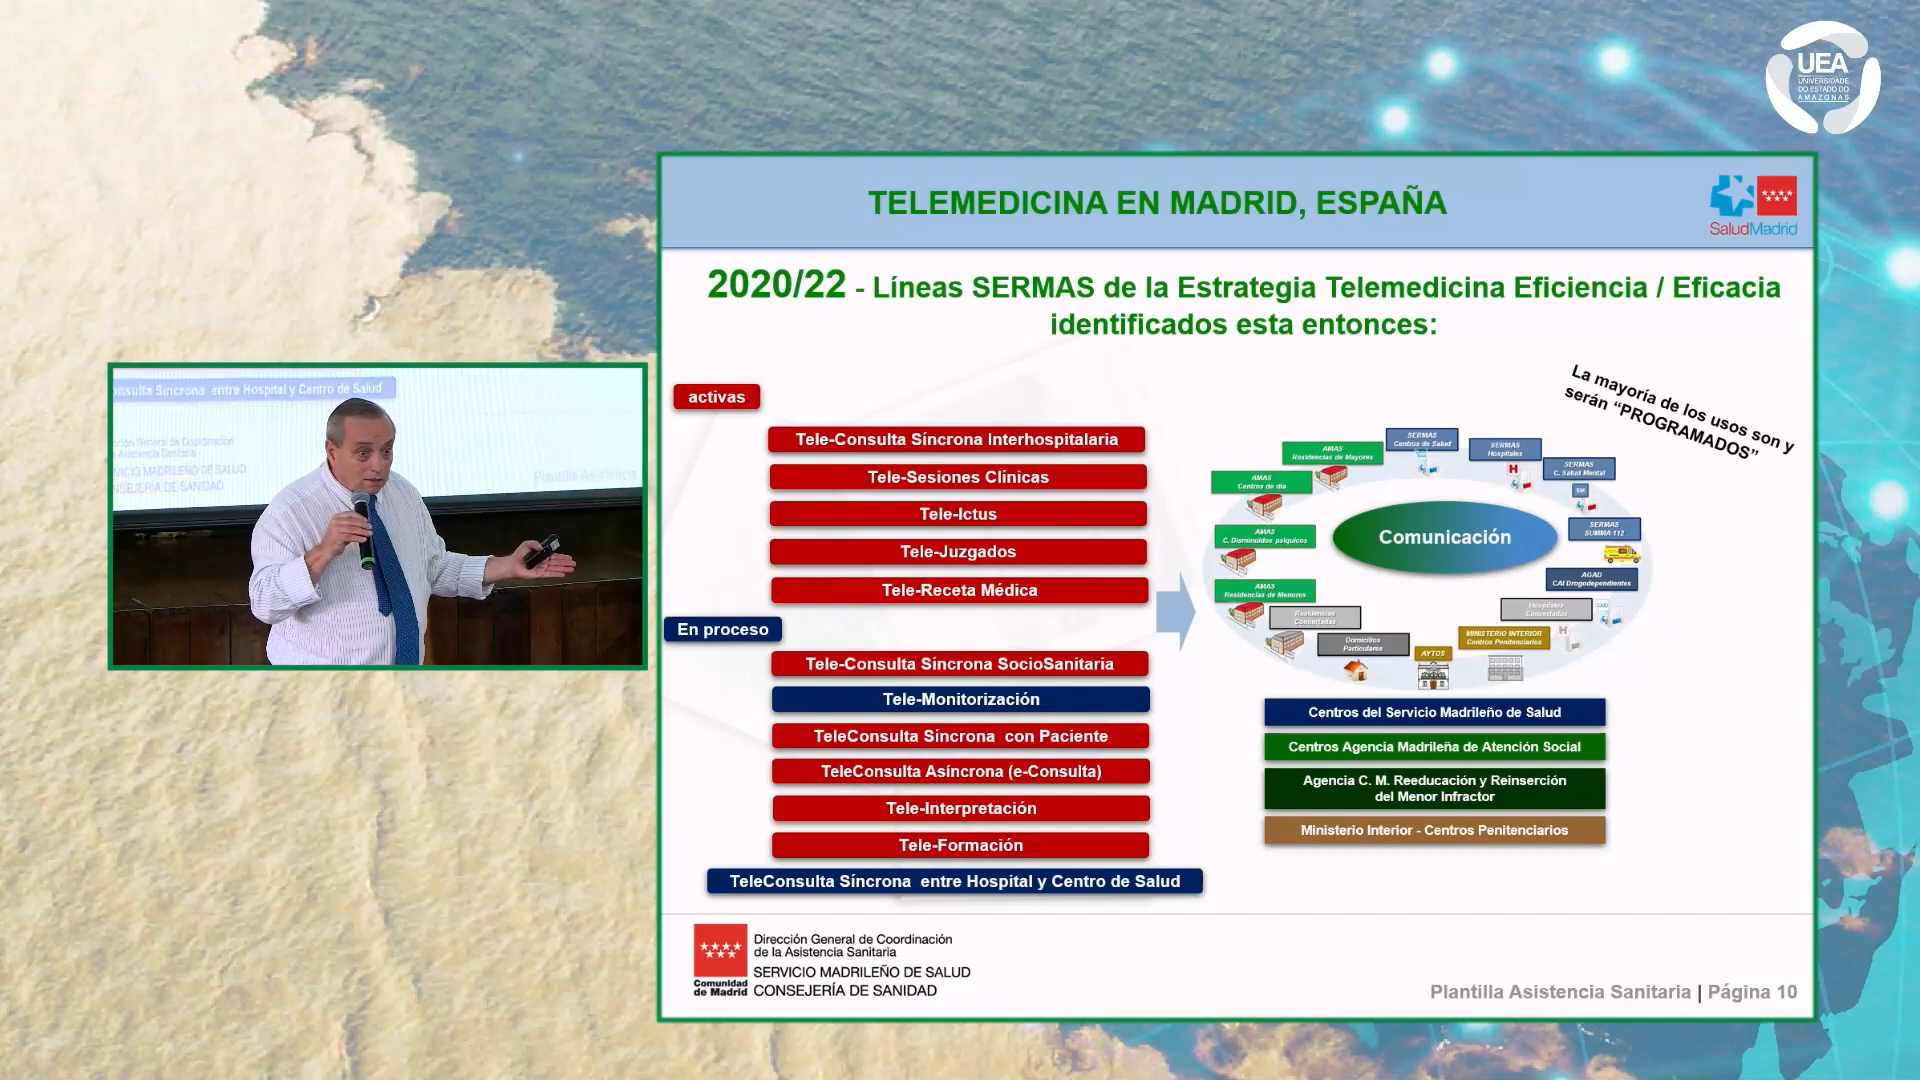 UEA
UNIVERSIDADE
DO ESTADO DO
AMAZONAS
TELEMEDICINA EN MADRID, ESPAÑA
SaludMadrid
2020/22 - Líneas SERMAS de la Estrategia Telemedicina Eficiencia / Eficacia
identificados esta entonces:
La mayoría de los usos son y
serán “PROGRAMADOS”
activas
Tele-Consulta Síncrona Interhospitalaria
Tele-Sesiones Clínicas
Tele-Ictus
Tele-Juzgados
Tele-Receta Médica
En proceso
Tele-Consulta Síncrona SocioSanitaria
Tele-Monitorización
TeleConsulta Síncrona con Paciente
TeleConsulta Asíncrona (e-Consulta)
Tele-Interpretación
Tele-Formación
TeleConsulta Síncrona entre Hospital y Centro de Salud
SERMAS
Centros de Salud
SERMAS
Hospitales
H
SERMAS
C. Salud Mental
SM
SERMAS
SUMMA 112
AGAD
CAI Drogodependientes
CAID
Hospitales
Concertados
H
MINISTERIO INTERIOR
Centros Penitenciarios
AYTOS
Domicilios
Particulares
Residencias
Concertadas
AMAS
Residencias de Menores
AMAS
C. Disminuidos psíquicos
AMAS
Centros de día
AMAS
Residencias de Mayores
Comunicación
Centros del Servicio Madrileño de Salud
Centros Agencia Madrileña de Atención Social
Agencia C. M. Reeducación y Reinserción
del Menor Infractor
Ministerio Interior - Centros Penitenciarios
Comunidad
de Madrid
Dirección General de Coordinación
de la Asistencia Sanitaria
SERVICIO MADRILEÑO DE SALUD
CONSEJERÍA DE SANIDAD
Plantilla Asistencia Sanitaria | Página 10
onsulta Síncrona entre Hospital y Centro de Salud
ción General de Coordinación
Asistencia Sanitaria
VICIO MADRILEÑO DE SALUD
NSEJERÍA DE SANIDAD
Plantilla Asistencia